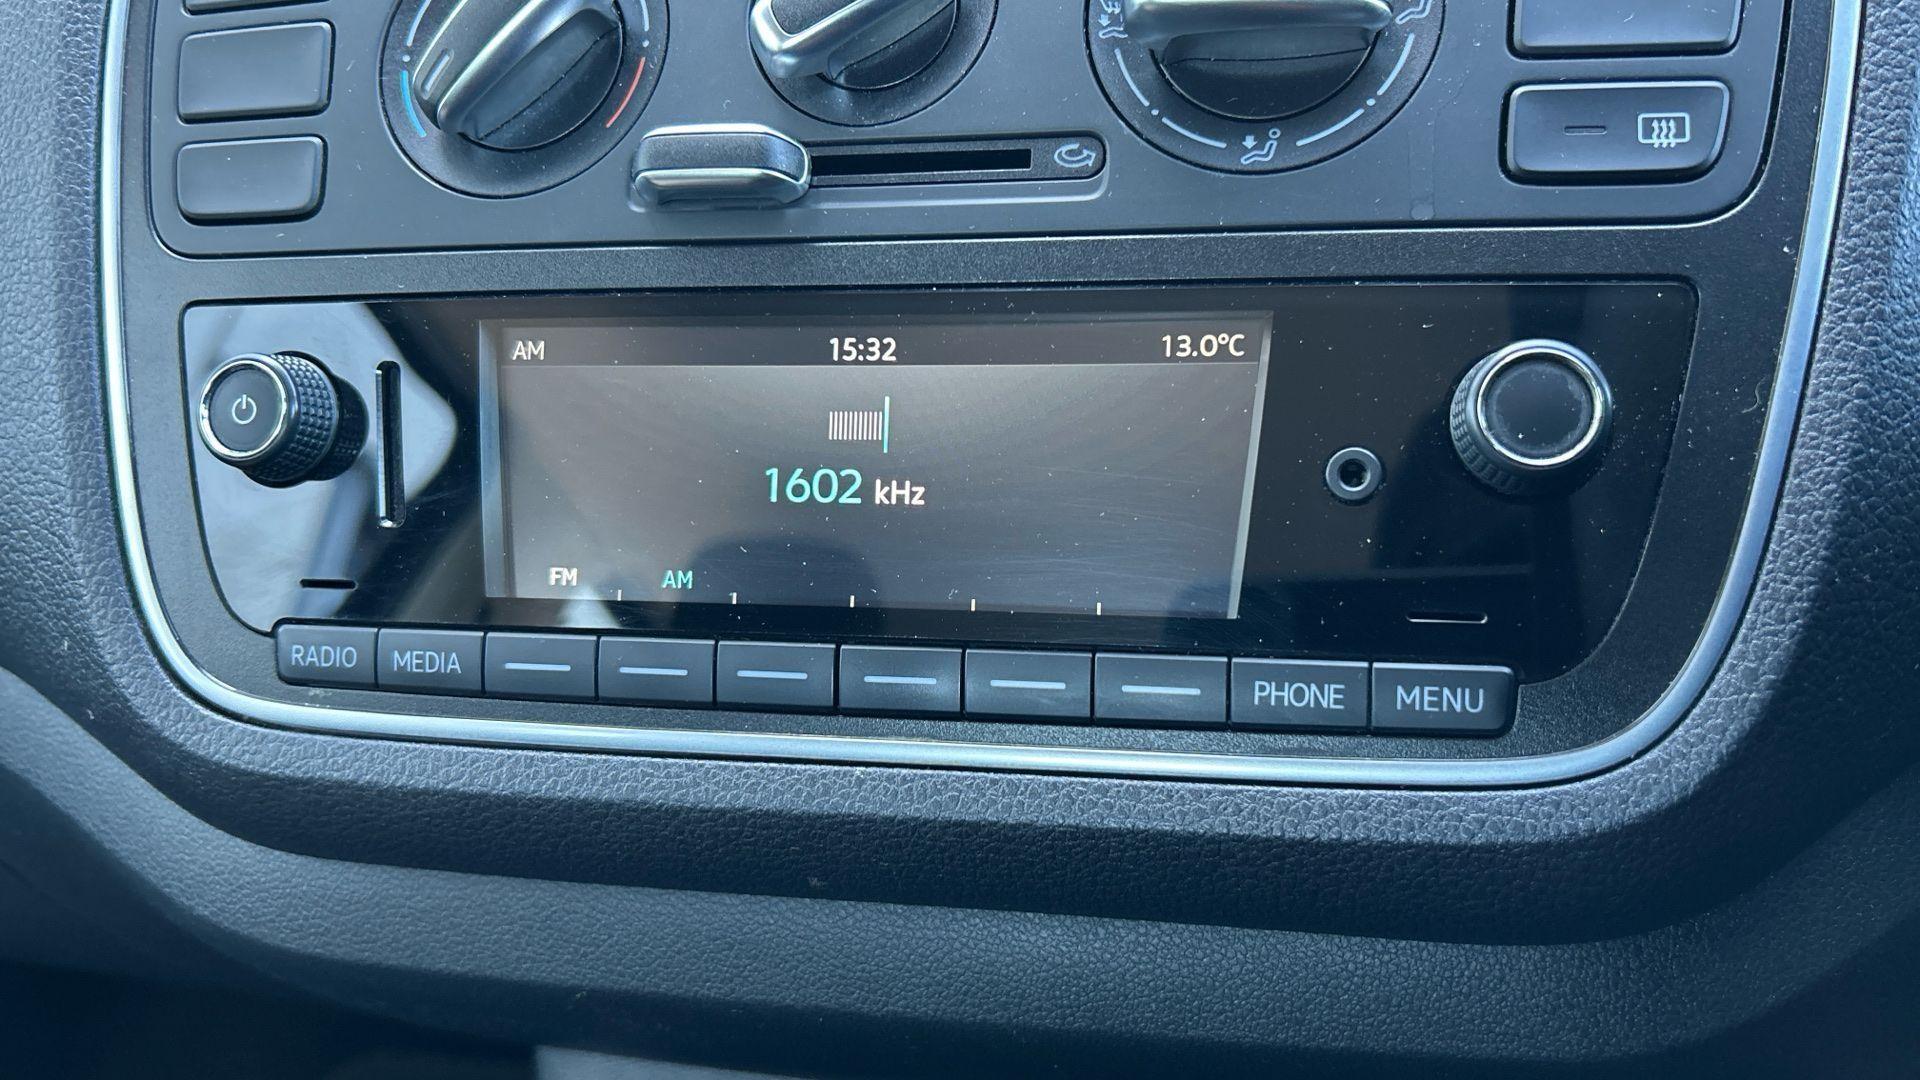 AM 15:32 13.0°C
1602 kHz
FM AM
RADIO MEDIA PHONE MENU